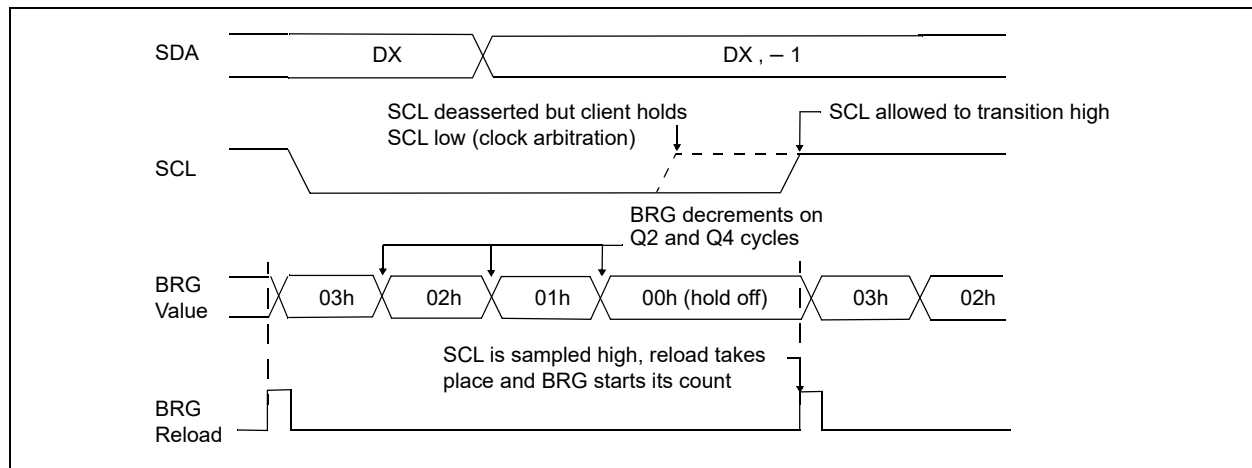 SDA
DX
DX , – 1
SCL deasserted but client holds
SCL low (clock arbitration)
SCL allowed to transition high
SCL
BRG decrements on
Q2 and Q4 cycles
BRG
Value
03h
02h
01h
00h (hold off)
03h
02h
SCL is sampled high, reload takes
place and BRG starts its count
BRG
Reload